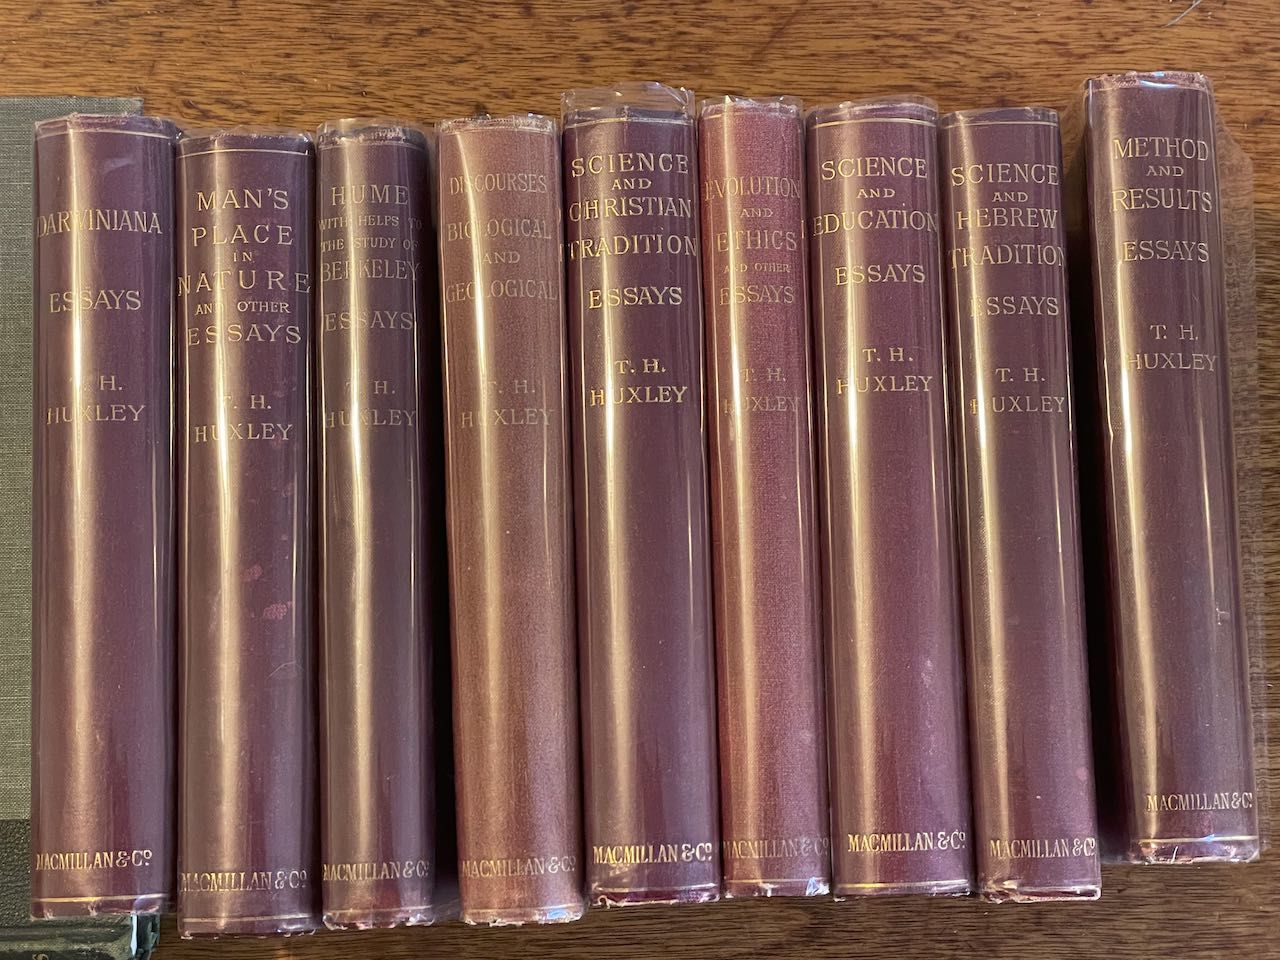 DARWINIANA
ESSAYS
T. H.
HUXLEY
MACMILLAN & Cº
MAN'S
PLACE
IN
NATURE
AND OTHER
ESSAYS
T. H.
HUXLEY
MACMILLAN & Cº
HUME
WITH HELPS TO
THE STUDY OF
BERKELEY
ESSAYS
T. H.
HUXLEY
MACMILLAN & Cº
DISCOURSES
BIOLOGICAL
AND
GEOLOGICAL
T. H.
HUXLEY
MACMILLAN & Cº
SCIENCE
AND
CHRISTIAN
TRADITION
ESSAYS
T. H.
HUXLEY
MACMILLAN & Cº
EVOLUTION
AND
ETHICS
AND OTHER
ESSAYS
T. H.
HUXLEY
MACMILLAN & Cº
SCIENCE
AND
EDUCATION
ESSAYS
T. H.
HUXLEY
MACMILLAN & Cº
SCIENCE
AND
HEBREW
TRADITION
ESSAYS
T. H.
HUXLEY
MACMILLAN & Cº
METHOD
AND
RESULTS
ESSAYS
T. H.
HUXLEY
MACMILLAN & Cº